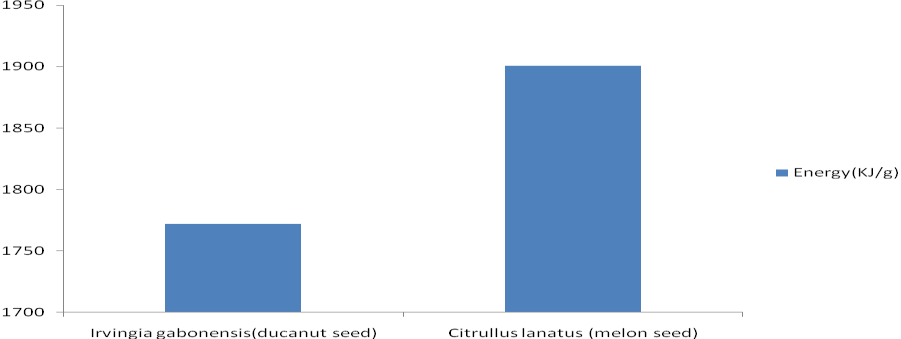 1950
1900
1850
1800
1750
1700
Irvingia gabonensis(ducanut seed)
Citrullus lanatus (melon seed)
Energy(KJ/g)